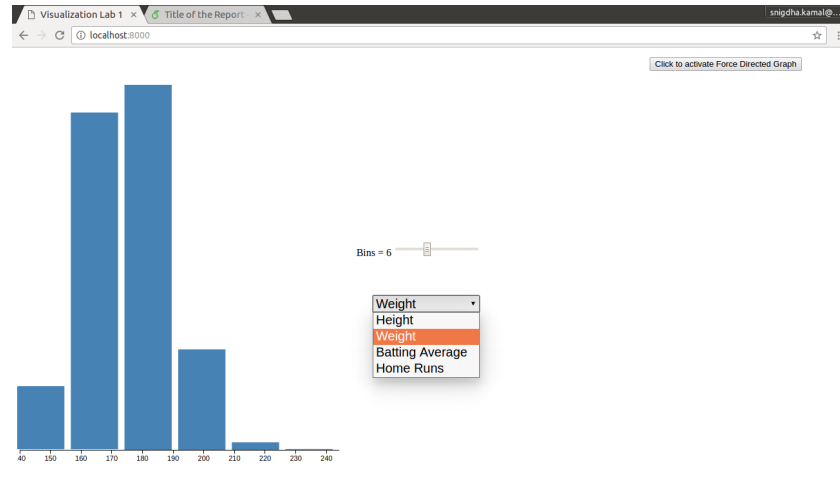 Visualization Lab 1 × Title of the Report - × snigdha.kamal@...
localhost:8000
Click to activate Force Directed Graph
Bins = 6
Weight
Height
Weight
Batting Average
Home Runs
40 150 160 170 180 190 200 210 220 230 240